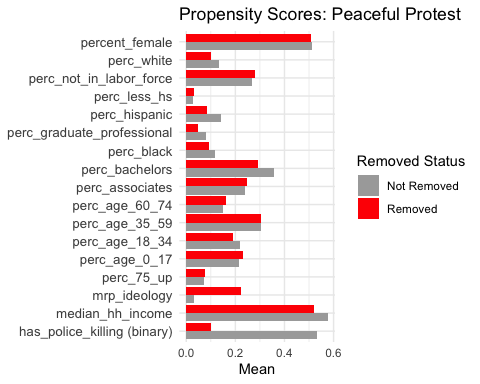 Propensity Scores: Peaceful Protest
percent_female
perc_white
perc_not_in_labor_force
perc_less_hs
perc_hispanic
perc_graduate_professional
perc_black
perc_bachelors
perc_associates
perc_age_60_74
perc_age_35_59
perc_age_18_34
perc_age_0_17
perc_75_up
mrp_ideology
median_hh_income
has_police_killing (binary)
0.0 0.2 0.4 0.6
Mean
Removed Status
Not Removed
Removed